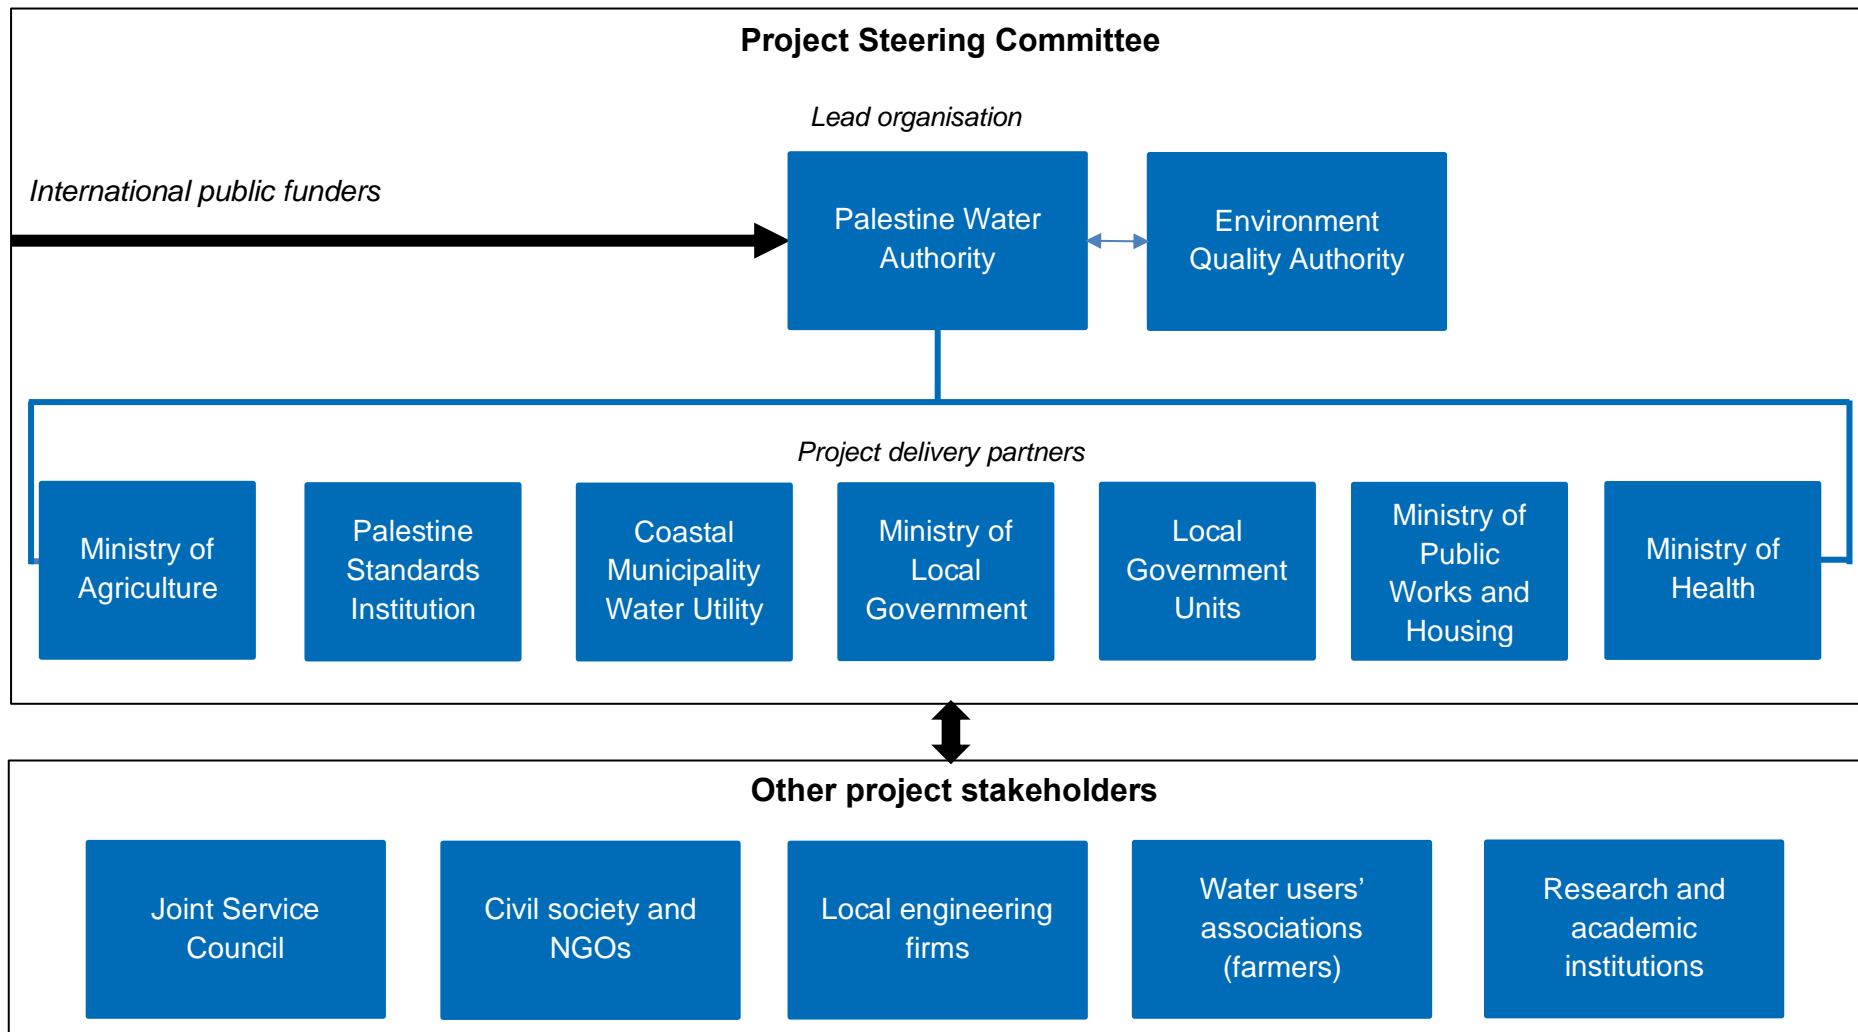 Project Steering Committee
Lead organisation
International public funders
Palestine Water
Authority
Environment
Quality Authority
Project delivery partners
Ministry of
Agriculture
Palestine
Standards
Institution
Coastal
Municipality
Water Utility
Ministry of
Local
Government
Local
Government
Units
Ministry of
Public
Works and
Housing
Ministry of
Health
Other project stakeholders
Joint Service
Council
Civil society and
NGOs
Local engineering
firms
Water users’
associations
(farmers)
Research and
academic
institutions